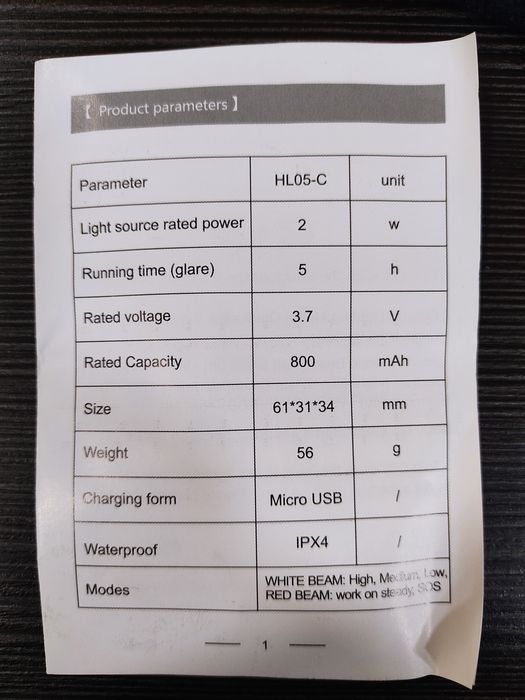 【 Product parameters 】
Parameter HL05-C unit
Light source rated power 2 w
Running time (glare) 5 h
Rated voltage 3.7 V
Rated Capacity 800 mAh
Size 61*31*34 mm
Weight 56 g
Charging form Micro USB /
Waterproof IPX4 /
Modes WHITE BEAM: High, Medium, Low,
RED BEAM: work on steady, SOS
1